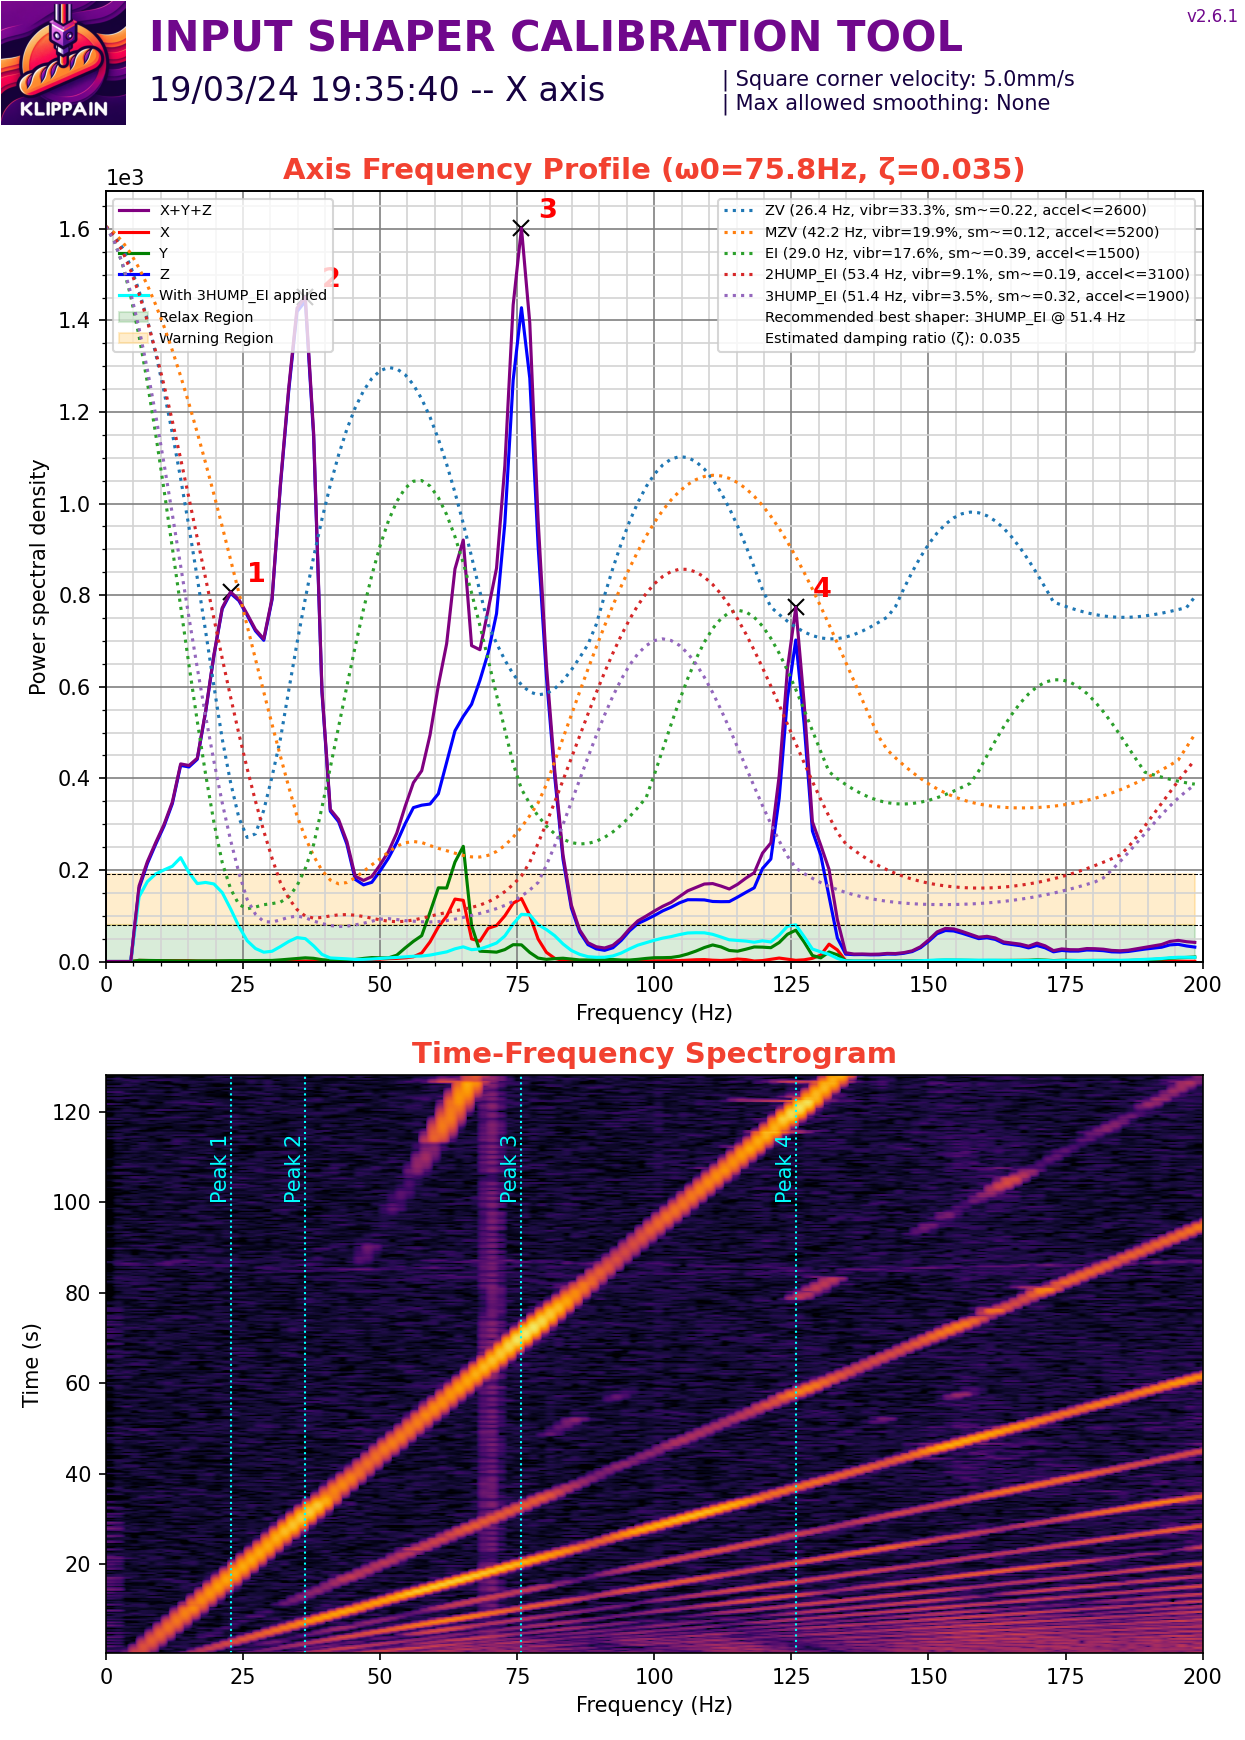 v2.6.1
INPUT SHAPER CALIBRATION TOOL
19/03/24 19:35:40 -- X axis
| Square corner velocity: 5.0mm/s
| Max allowed smoothing: None
KLIPPAIN
Axis Frequency Profile (ω0=75.8Hz, ζ=0.035)
1e3
X+Y+Z
X
Y
Z
With 3HUMP_EI applied
Relax Region
Warning Region
ZV (26.4 Hz, vibr=33.3%, sm~=0.22, accel<=2600)
MZV (42.2 Hz, vibr=19.9%, sm~=0.12, accel<=5200)
EI (29.0 Hz, vibr=17.6%, sm~=0.39, accel<=1500)
2HUMP_EI (53.4 Hz, vibr=9.1%, sm~=0.19, accel<=3100)
3HUMP_EI (51.4 Hz, vibr=3.5%, sm~=0.32, accel<=1900)
Recommended best shaper: 3HUMP_EI @ 51.4 Hz
Estimated damping ratio (ζ): 0.035
1
2
3
4
1.6
1.4
1.2
1.0
0.8
0.6
0.4
0.2
0.0
Power spectral density
0 25 50 75 100 125 150 175 200
Frequency (Hz)
Time-Frequency Spectrogram
Peak 1
Peak 2
Peak 3
Peak 4
120
100
80
60
40
20
Time (s)
0 25 50 75 100 125 150 175 200
Frequency (Hz)